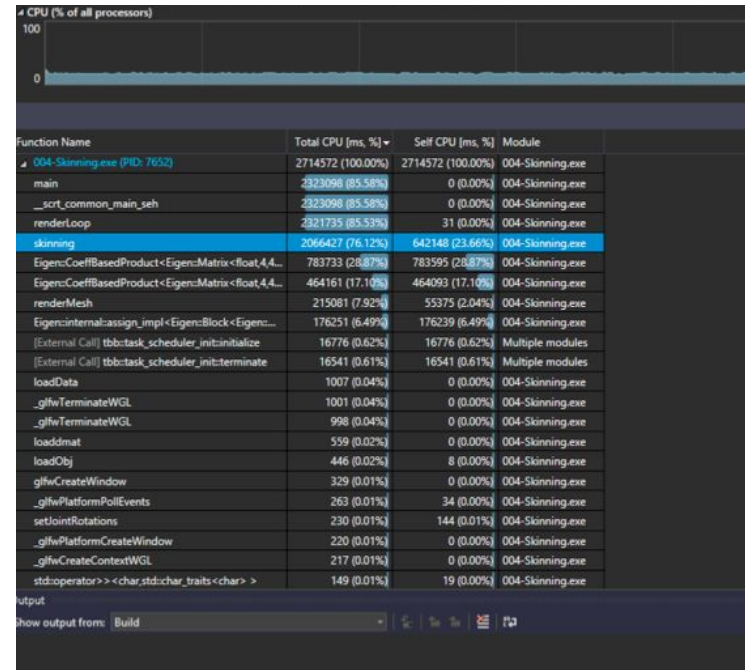 CPU (% of all processors)
100
0
Function Name Total CPU [ms, %] Self CPU [ms, %] Module
004-Skinning.exe (PID: 7652) 2714572 (100.00%) 2714572 (100.00%) 004-Skinning.exe
main 2323098 (85.58%) 0 (0.00%) 004-Skinning.exe
__scrt_common_main_seh 2323098 (85.58%) 0 (0.00%) 004-Skinning.exe
renderLoop 2321735 (85.53%) 31 (0.00%) 004-Skinning.exe
skinning 2066427 (76.12%) 642148 (23.66%) 004-Skinning.exe
Eigen::CoeffBasedProduct<Eigen::Matrix<float,4,4... 783733 (28.87%) 783595 (28.87%) 004-Skinning.exe
Eigen::CoeffBasedProduct<Eigen::Matrix<float,4,4... 464161 (17.10%) 464093 (17.10%) 004-Skinning.exe
renderMesh 215081 (7.92%) 55375 (2.04%) 004-Skinning.exe
Eigen::internal::assign_impl<Eigen::Block<Eigen::... 176251 (6.49%) 176239 (6.49%) 004-Skinning.exe
[External Call] tbb::task_scheduler_init::initialize 16776 (0.62%) 16776 (0.62%) Multiple modules
[External Call] tbb::task_scheduler_init::terminate 16541 (0.61%) 16541 (0.61%) Multiple modules
loadData 1007 (0.04%) 0 (0.00%) 004-Skinning.exe
_glfwTerminateWGL 1001 (0.04%) 0 (0.00%) 004-Skinning.exe
_glfwTerminateWGL 998 (0.04%) 0 (0.00%) 004-Skinning.exe
loaddmat 559 (0.02%) 0 (0.00%) 004-Skinning.exe
loadObj 446 (0.02%) 8 (0.00%) 004-Skinning.exe
glfwCreateWindow 329 (0.01%) 0 (0.00%) 004-Skinning.exe
_glfwPlatformPollEvents 263 (0.01%) 34 (0.00%) 004-Skinning.exe
setJointRotations 230 (0.01%) 144 (0.01%) 004-Skinning.exe
_glfwPlatformCreateWindow 220 (0.01%) 0 (0.00%) 004-Skinning.exe
_glfwCreateContextWGL 217 (0.01%) 0 (0.00%) 004-Skinning.exe
std::operator>><char,std::char_traits<char> > 149 (0.01%) 19 (0.00%) 004-Skinning.exe
utput
Show output from: Build